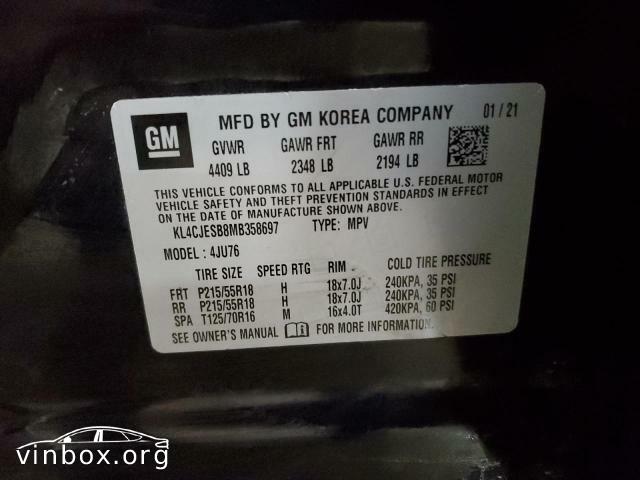 GM
MFD BY GM KOREA COMPANY 01/21
GVWR GAWR FRT GAWR RR
4409 LB 2348 LB 2194 LB
THIS VEHICLE CONFORMS TO ALL APPLICABLE U.S. FEDERAL MOTOR
VEHICLE SAFETY AND THEFT PREVENTION STANDARDS IN EFFECT
ON THE DATE OF MANUFACTURE SHOWN ABOVE.
KL4CJESB8MB358697 TYPE: MPV
MODEL: 4JU76
TIRE SIZE SPEED RTG RIM COLD TIRE PRESSURE
FRT P215/55R18 H 18x7.0J 240KPA, 35 PSI
RR P215/55R18 H 18x7.0J 240KPA, 35 PSI
SPA T125/70R16 M 16x4.0T 420KPA, 60 PSI
SEE OWNER'S MANUAL FOR MORE INFORMATION.
vinbox.org